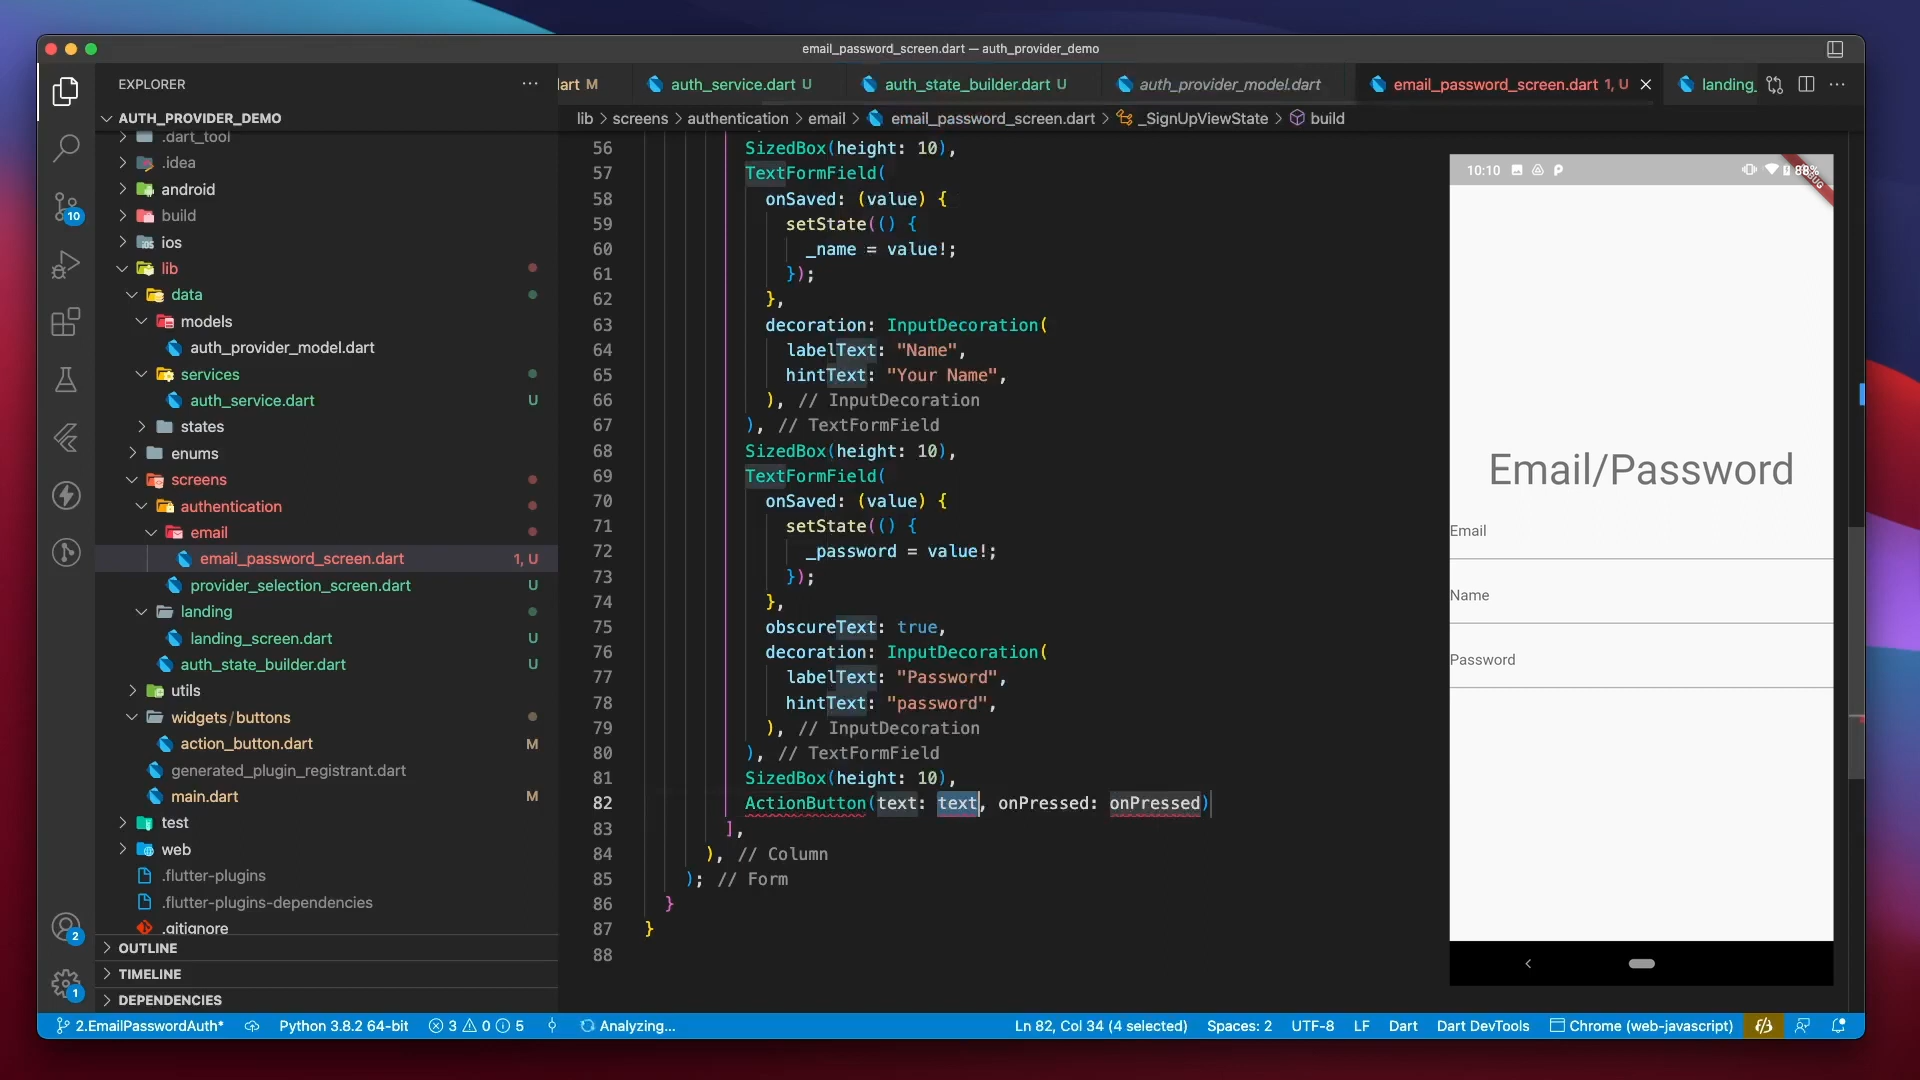 email_password_screen.dart — auth_provider_demo
EXPLORER
AUTH_PROVIDER_DEMO
.dart_tool
.idea
android
build
ios
lib
data
models
auth_provider_model.dart
services
auth_service.dart U
states
enums
screens
authentication
email
email_password_screen.dart 1, U
provider_selection_screen.dart U
landing
landing_screen.dart U
auth_state_builder.dart U
utils
widgets/buttons
action_button.dart M
generated_plugin_registrant.dart
main.dart M
test
web
.flutter-plugins
.flutter-plugins-dependencies
.gitignore
OUTLINE
TIMELINE
DEPENDENCIES
10
2
1
lart M auth_service.dart U auth_state_builder.dart U auth_provider_model.dart email_password_screen.dart 1, U landing_
lib > screens > authentication > email > email_password_screen.dart > _SignUpViewState > build
56 SizedBox(height: 10),
57 TextFormField(
58 onSaved: (value) {
59 setState(() {
60 _name = value!;
61 });
62 },
63 decoration: InputDecoration(
64 labelText: "Name",
65 hintText: "Your Name",
66 ), // InputDecoration
67 ), // TextFormField
68 SizedBox(height: 10),
69 TextFormField(
70 onSaved: (value) {
71 setState(() {
72 _password = value!;
73 });
74 },
75 obscureText: true,
76 decoration: InputDecoration(
77 labelText: "Password",
78 hintText: "password",
79 ), // InputDecoration
80 ), // TextFormField
81 SizedBox(height: 10),
82 ActionButton(text: text, onPressed: onPressed)
83 ],
84 ), // Column
85 ); // Form
86 }
87 }
88
10:10 88%
DEBUG
Email/Password
Email
Name
Password
2.EmailPasswordAuth* Python 3.8.2 64-bit 3 0 5 Analyzing... Ln 82, Col 34 (4 selected) Spaces: 2 UTF-8 LF Dart Dart DevTools Chrome (web-javascript)